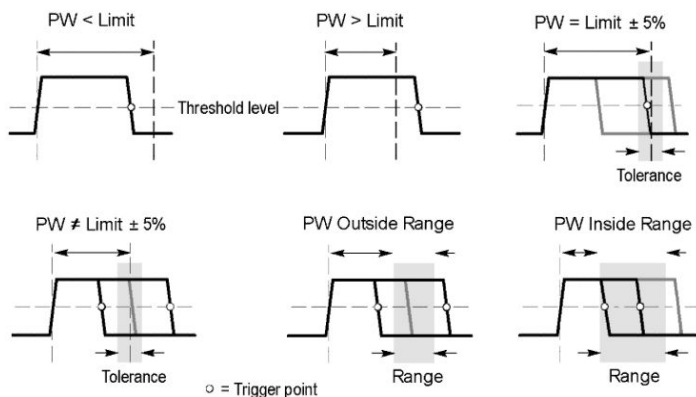 PW < Limit
PW > Limit
PW = Limit ± 5%
Threshold level
Tolerance
PW ≠ Limit ± 5%
PW Outside Range
PW Inside Range
Tolerance
Range
Range
○ = Trigger point